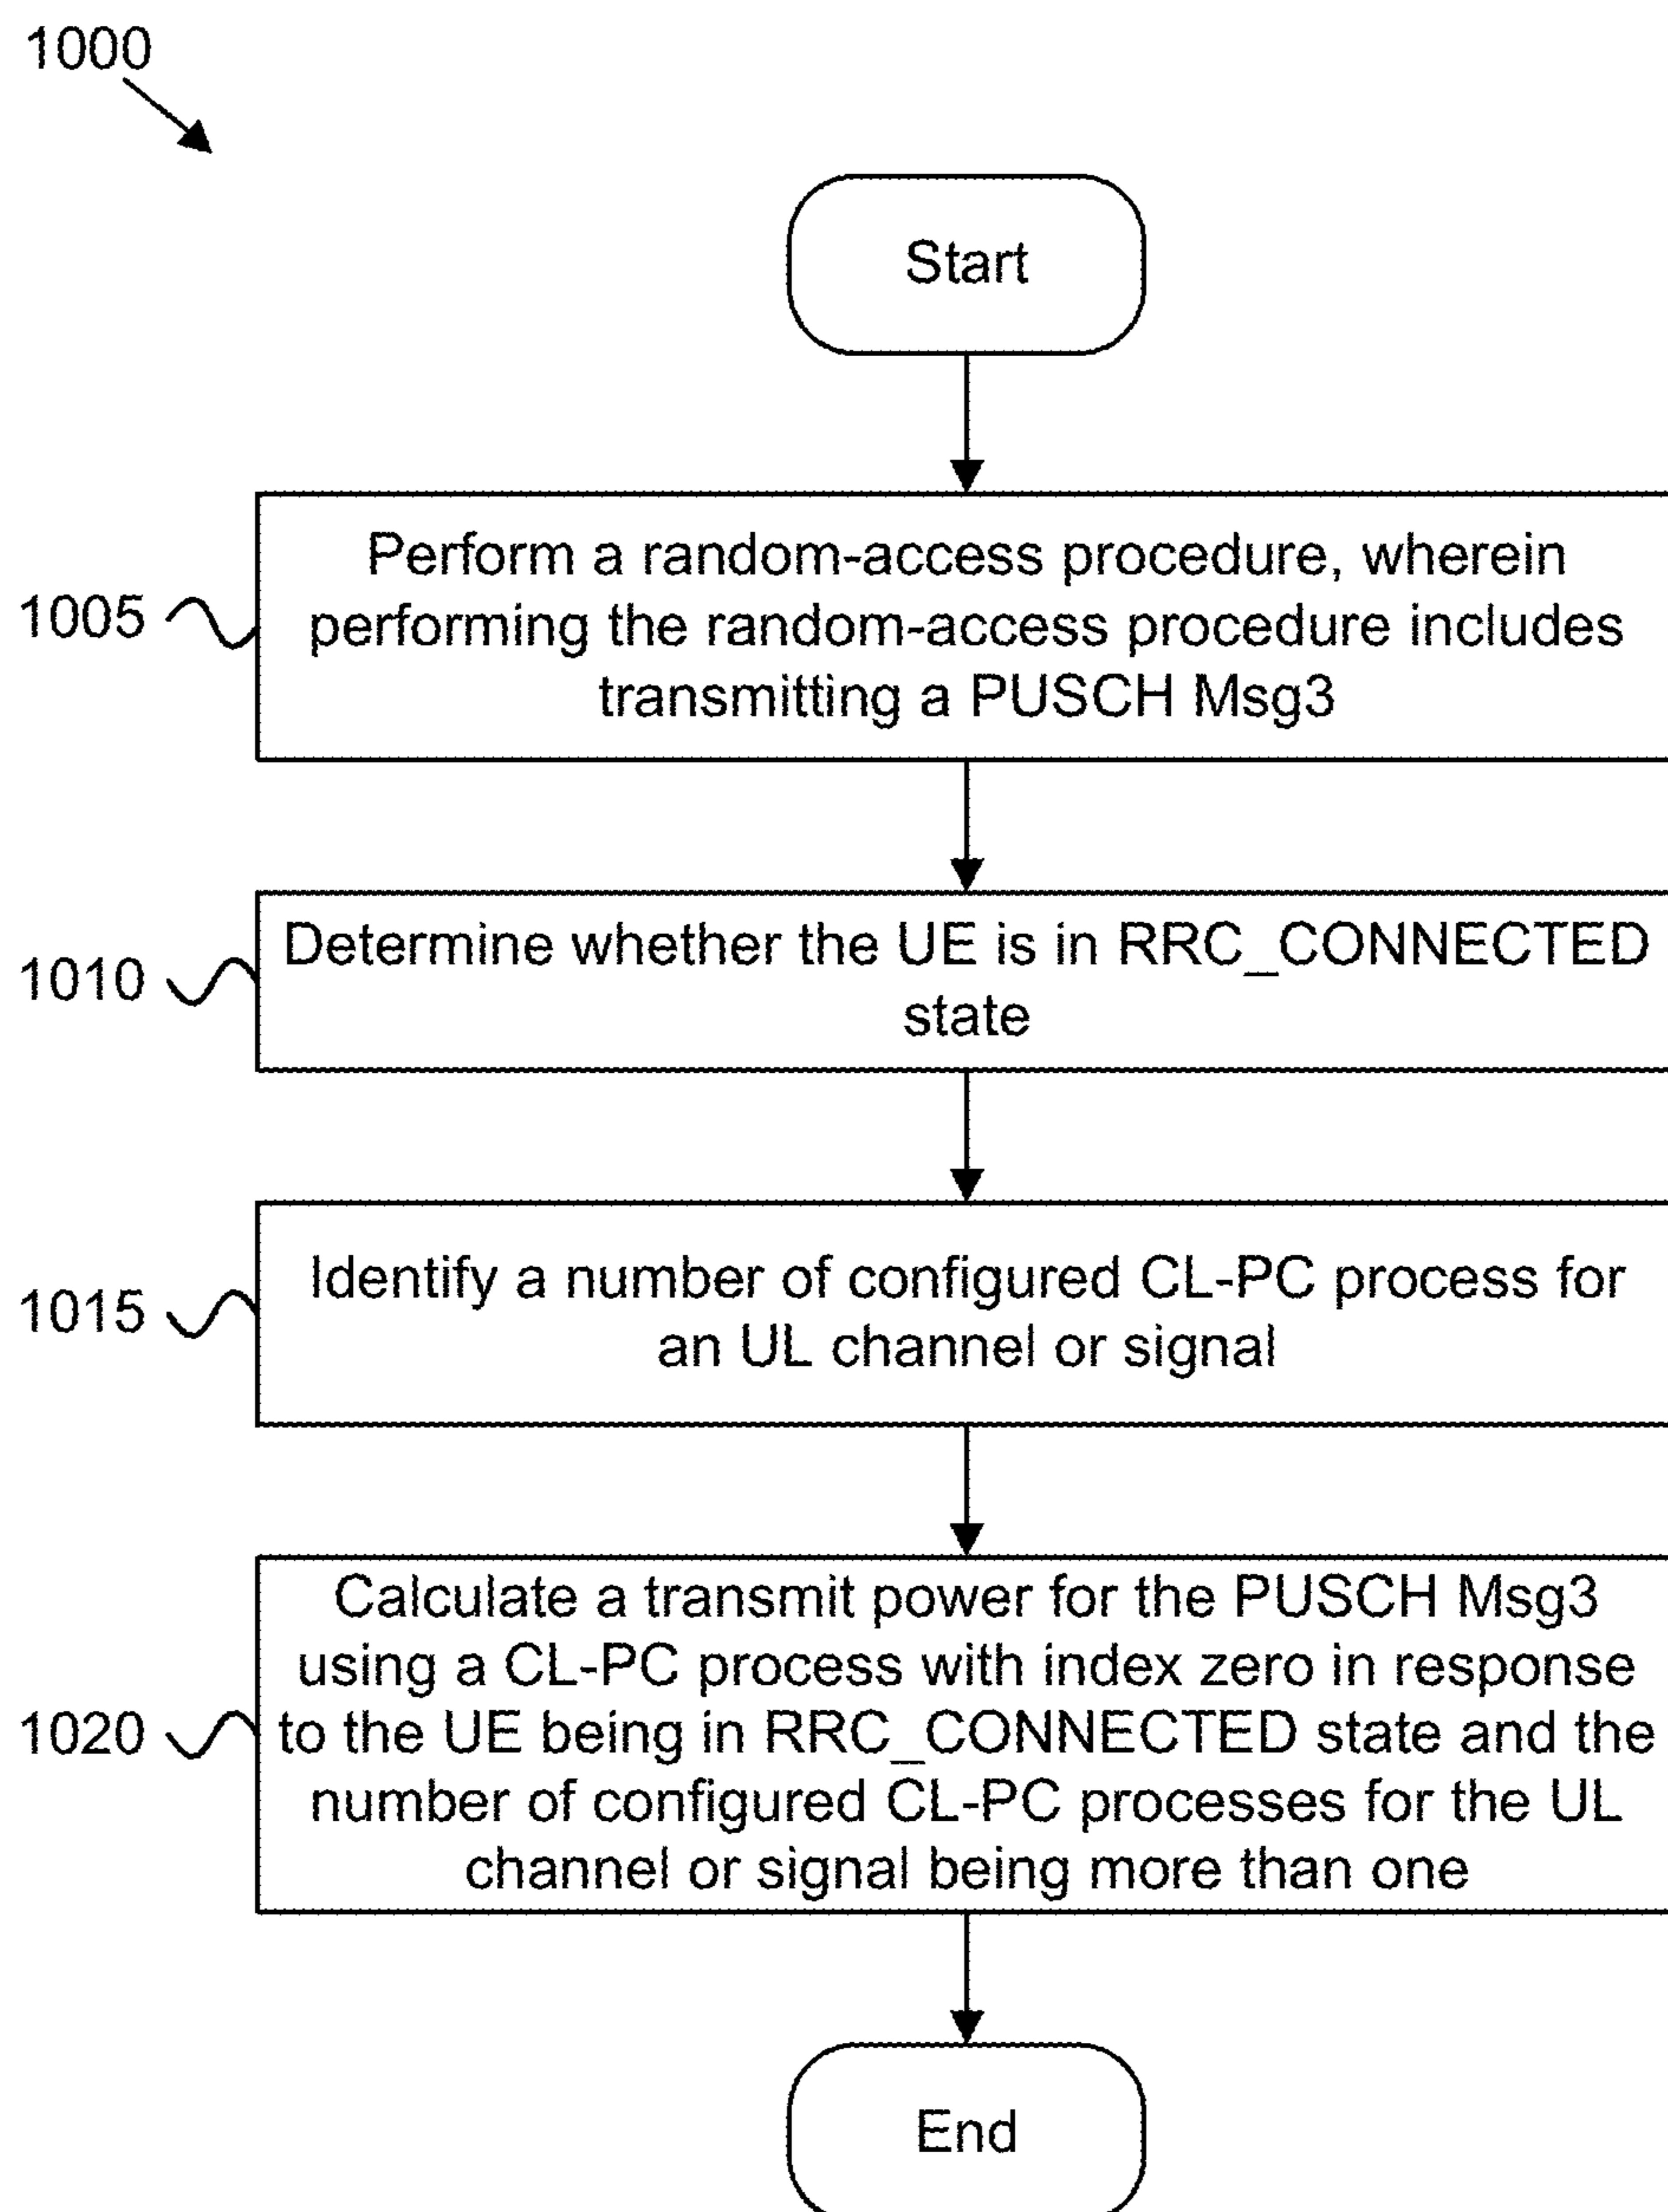 1000
Start
1005
Perform a random-access procedure, wherein
performing the random-access procedure includes
transmitting a PUSCH Msg3
1010
Determine whether the UE is in RRC_CONNECTED
state
1015
Identify a number of configured CL-PC process for
an UL channel or signal
1020
Calculate a transmit power for the PUSCH Msg3
using a CL-PC process with index zero in response
to the UE being in RRC_CONNECTED state and the
number of configured CL-PC processes for the UL
channel or signal being more than one
End